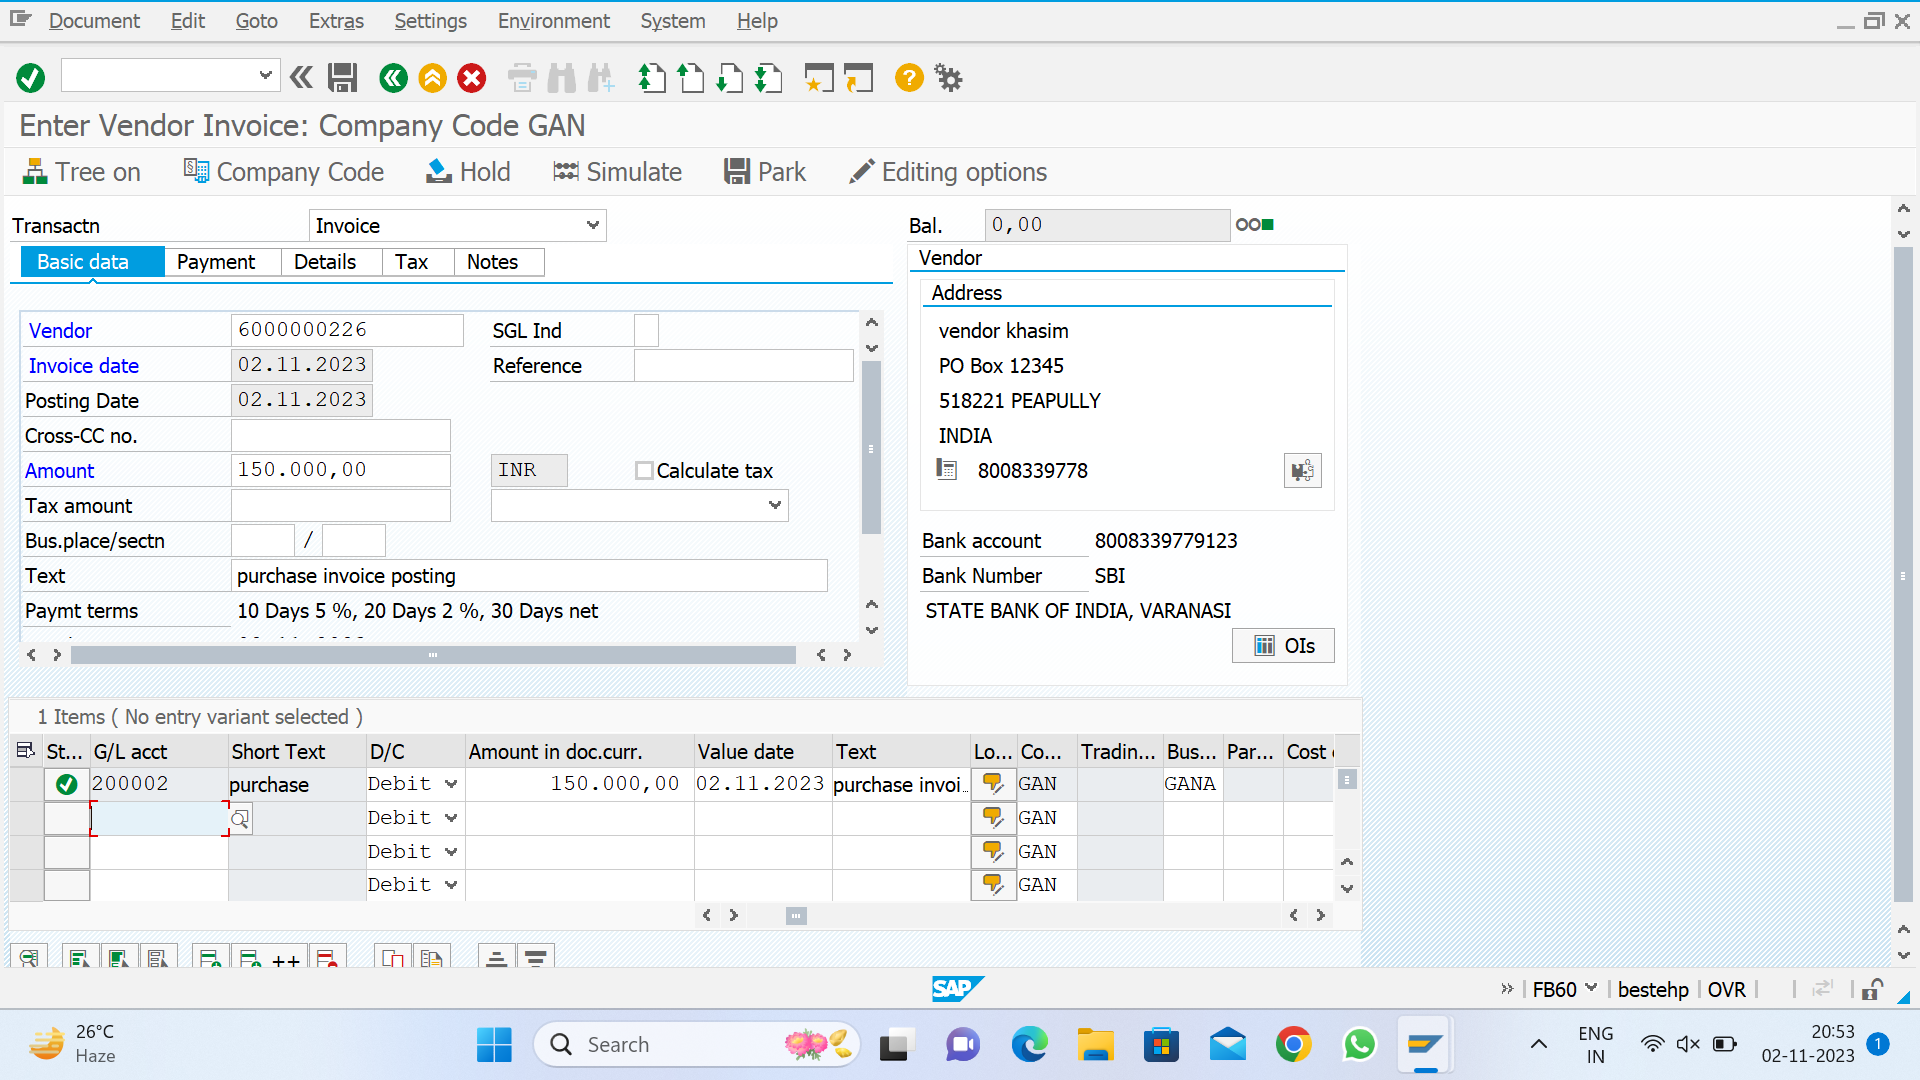 Document Edit Goto Extras Settings Environment System Help
Enter Vendor Invoice: Company Code GAN
Tree on Company Code Hold Simulate Park Editing options
Transactn Invoice Bal. 0,00
Basic data Payment Details Tax Notes
Vendor
Address
Vendor 6000000226 SGL Ind
vendor khasim
Invoice date 02.11.2023 Reference
PO Box 12345
Posting Date 02.11.2023
518221 PEAPULLY
Cross-CC no.
INDIA
Amount 150.000,00 INR Calculate tax
8008339778
Tax amount
Bus.place/sectn /
Bank account 8008339779123
Text purchase invoice posting
Bank Number SBI
Paymt terms 10 Days 5 %, 20 Days 2 %, 30 Days net
STATE BANK OF INDIA, VARANASI
OIs
1 Items ( No entry variant selected )
St... G/L acct Short Text D/C Amount in doc.curr. Value date Text Lo... Co... Tradin... Bus... Par... Cost
200002 purchase Debit 150.000,00 02.11.2023 purchase invoi... GAN GANA
Debit GAN
Debit GAN
Debit GAN
SAP FB60 bestehp OVR
26°C
Haze
Search
ENG
IN
20:53
02-11-2023
1